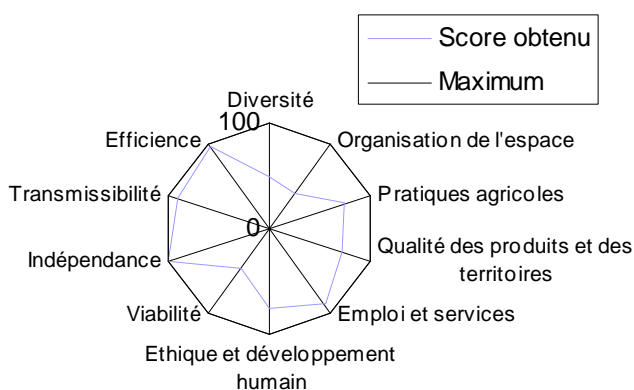 Score obtenu
Maximum
Diversité
100
Efficience
Organisation de l'espace
Transmissibilité
Pratiques agricoles
0
Indépendance
Qualité des produits et des
territoires
Viabilité
Emploi et services
Ethique et développement
humain